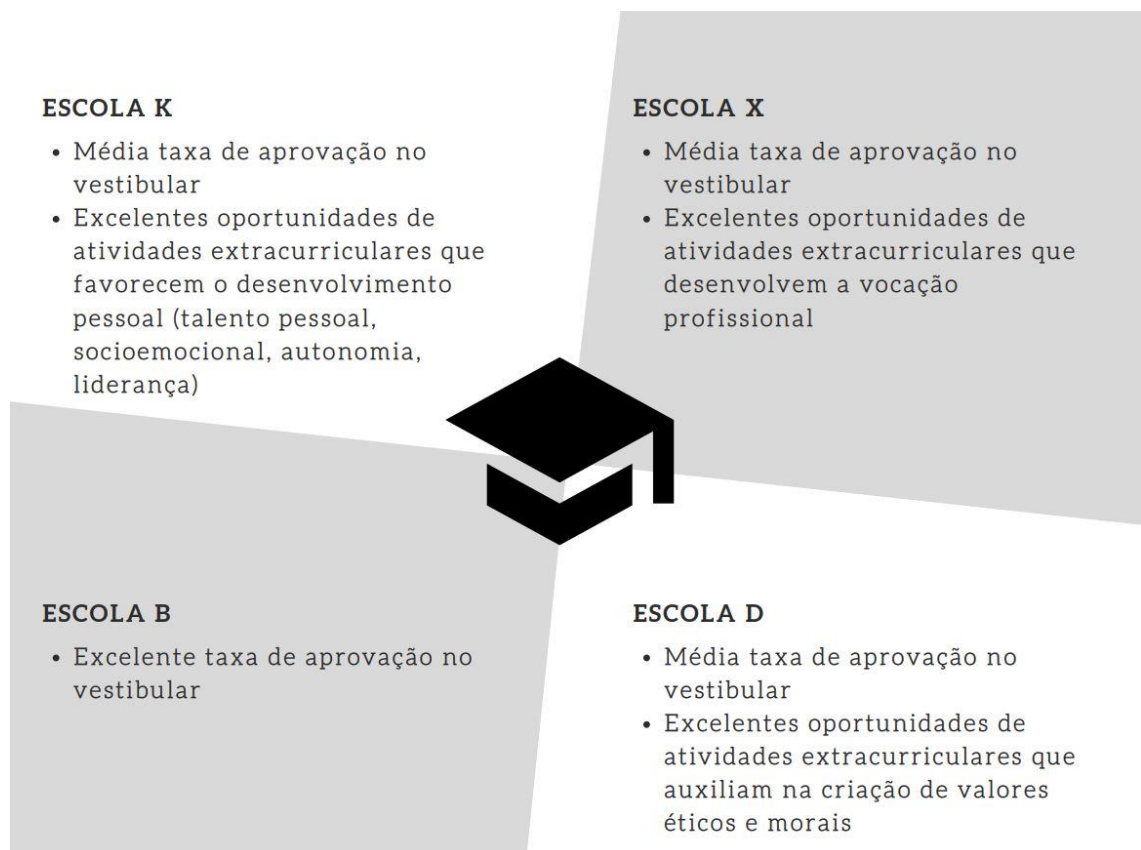 ESCOLA K
• Média taxa de aprovação no
vestibular
• Excelentes oportunidades de
atividades extracurriculares que
favorecem o desenvolvimento
pessoal (talento pessoal,
socioemocional, autonomia,
liderança)
ESCOLA X
• Média taxa de aprovação no
vestibular
• Excelentes oportunidades de
atividades extracurriculares que
desenvolvem a vocação
profissional
ESCOLA B
• Excelente taxa de aprovação no
vestibular
ESCOLA D
• Média taxa de aprovação no
vestibular
• Excelentes oportunidades de
atividades extracurriculares que
auxiliam na criação de valores
éticos e morais